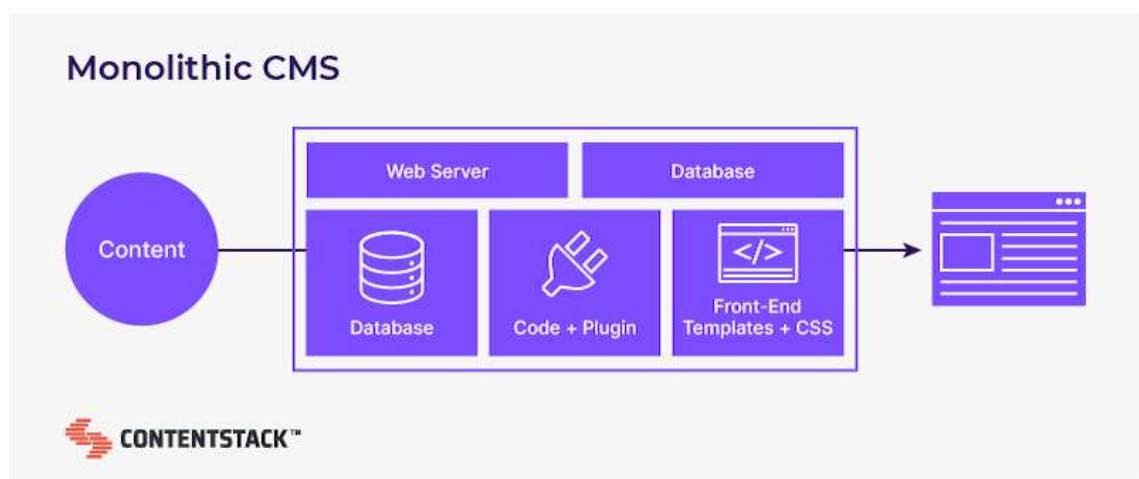 Monolithic CMS
Web Server
Database
Content
Database
Code + Plugin
</>
Front-End
Templates + CSS
CONTENTSTACK™